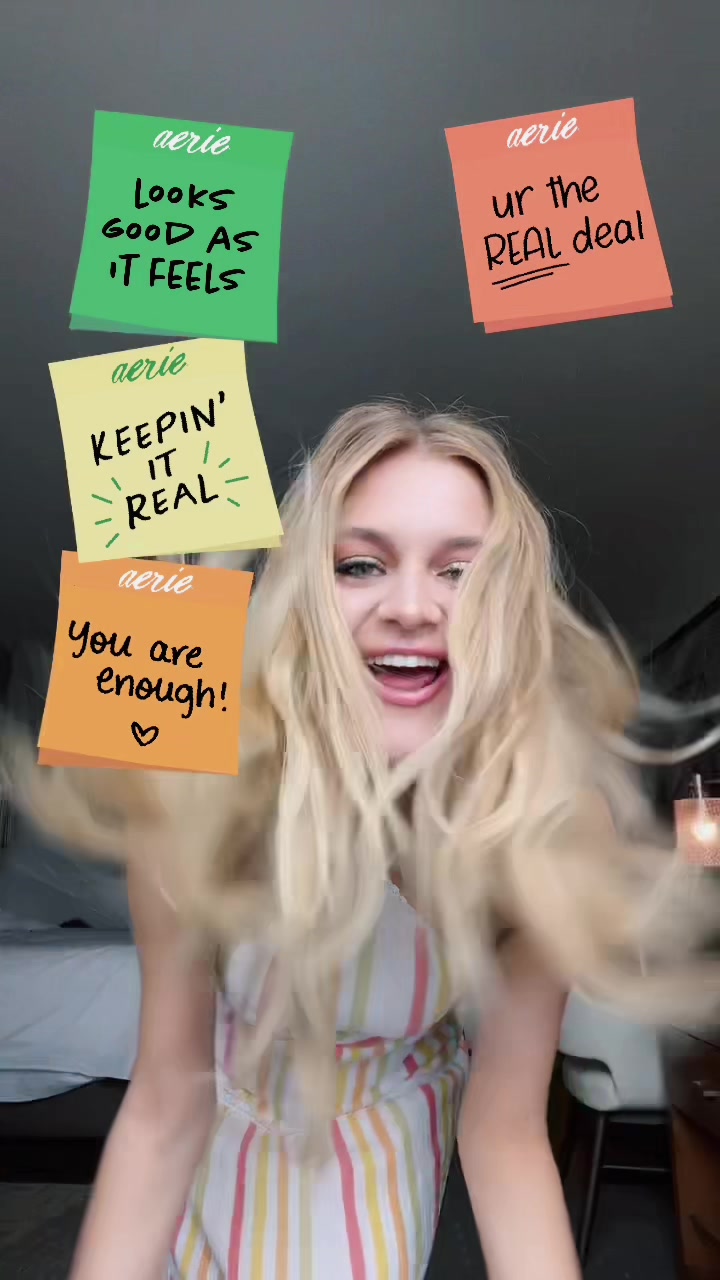 aerie
LOOKS
GOOD AS
IT FEELS
aerie
ur the
REAL deal
aerie
KEEPIN'
IT
REAL
aerie
You are
enough!